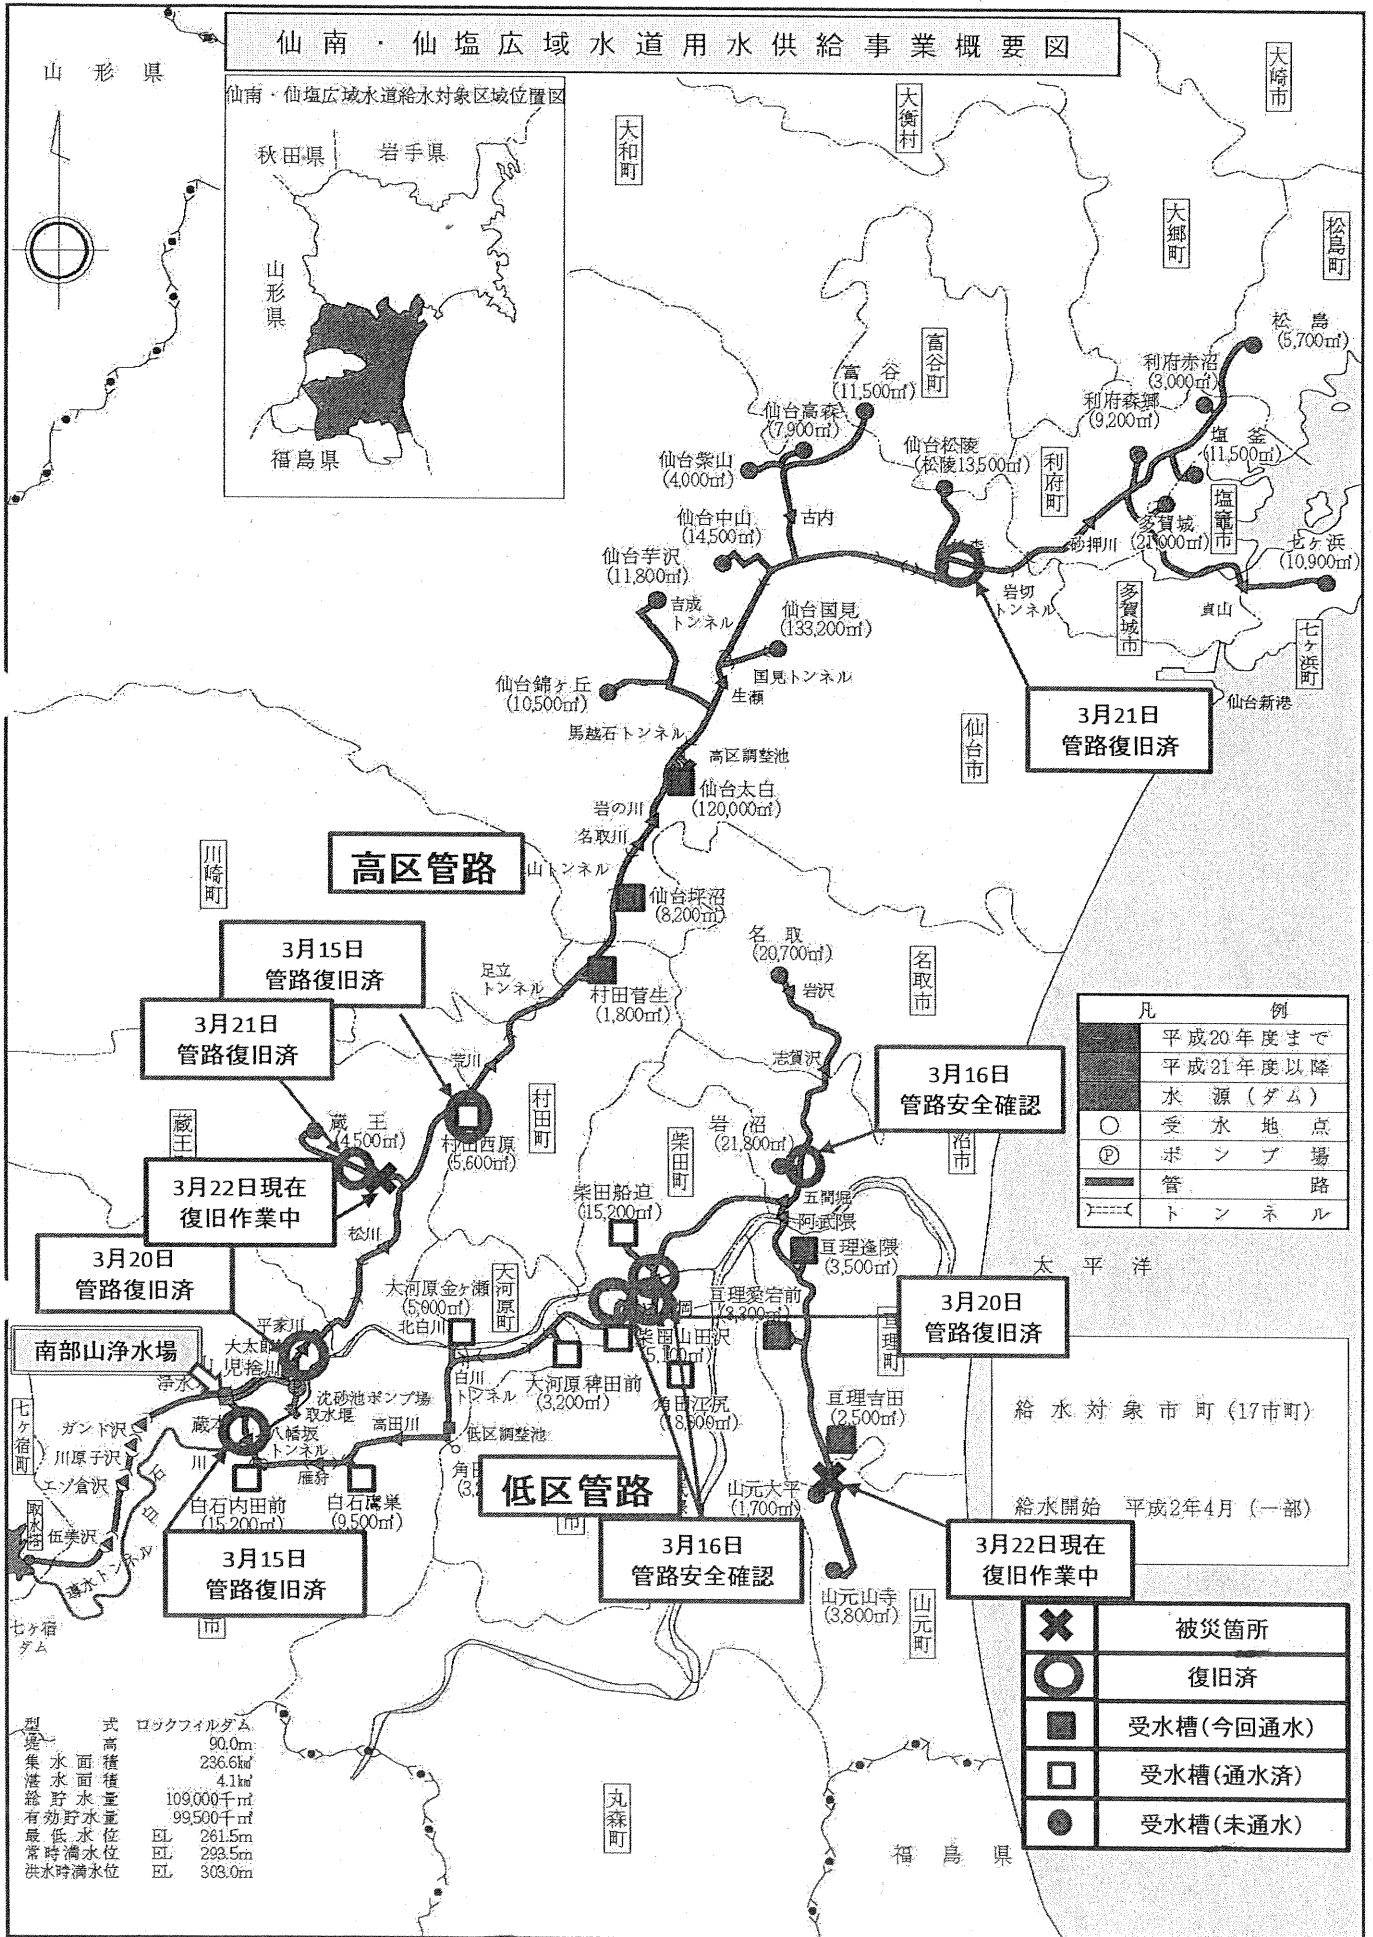 仙南・仙塩広域水道用水供給事業概要図
山形県
仙南・仙塩広域水道給水対象区域位置図
秋田県
岩手県
山形県
福島県
大崎市
大衡村
大和町
大郷町
松島町
富谷町
松島
(5,700㎥)
利府赤沼
(3,000㎥)
利府森郷
(9,200㎥)
富谷
(11,500㎥)
仙台高森
(7,900㎥)
仙台紫山
(4,000㎥)
仙台松陵
(松陵13,500㎥)
利府町
塩釜
(11,500㎥)
塩竈市
仙台中山
(14,500㎥)
古内
仙台芋沢
(11,800㎥)
砂押川
多賀城
(21,000㎥)
七ヶ浜
(10,900㎥)
吉成
トンネル
仙台国見
(133,200㎥)
岩切
トンネル
多賀城市
貞山
七ヶ浜町
国見トンネル
仙台錦ヶ丘
(10,500㎥)
生瀬
仙台新港
馬越石トンネル
仙台市
3月21日
管路復旧済
高区調整池
仙台太白
(120,000㎥)
岩の川
名取川
川崎町
高区管路
山トンネル
仙台坪沼
(8,200㎥)
名取
(20,700㎥)
名取市
3月15日
管路復旧済
足立
トンネル
村田菅生
(1,800㎥)
岩沢
3月21日
管路復旧済
荒川
志賀沢
凡例
平成20年度まで
平成21年度以降
水源(ダム)
受水地点
Ⓟ ポンプ場
管路
トンネル
3月16日
管路安全確認
蔵王
蔵王
(4,500㎥)
村田町
村田西原
(5,600㎥)
柴田町
岩沼
(21,800㎥)
沼市
3月22日現在
復旧作業中
松川
柴田船迫
(15,200㎥)
五間堀
阿武隈
亘理逢隈
(3,500㎥)
太平洋
3月20日
管路復旧済
大河原金ヶ瀬
(5,000㎥)
北白川
大河原町
亘理愛宕前
(3,300㎥)
亘理町
3月20日
管路復旧済
平家川
南部山浄水場
大太郎
児捨川
浄水
柴田山田沢
(5,100㎥)
白川
トンネル
大河原稗田前
(3,200㎥)
角田江尻
(18,800㎥)
沈砂池ポンプ場
取水堰
亘理吉田
(2,500㎥)
給水対象市町(17市町)
七ヶ宿町
ガント沢
川原子沢
エゾ倉沢
蔵本
八幡坂
トンネル
川
高田川
低区調整池
雁狩
低区管路
山元大平
(1,700㎥)
取水塔
伍美沢
導水トンネル
白石内田前
(15,200㎥)
白石鷹巣
(9,500㎥)
給水開始 平成2年4月(一部)
3月15日
管路復旧済
3月16日
管路安全確認
3月22日現在
復旧作業中
七ヶ宿
ダム
市
山元山寺
(3,800㎥)
山元町
被災箇所
復旧済
受水槽(今回通水)
受水槽(通水済)
受水槽(未通水)
型式 ロックフィルダム
堤高 90.0m
集水面積 236.6k㎡
湛水面積 4.1k㎡
総貯水量 109,000千㎥
有効貯水量 99,500千㎥
最低水位 EL 261.5m
常時満水位 EL 293.5m
洪水時満水位 EL 303.0m
丸森町
福島県